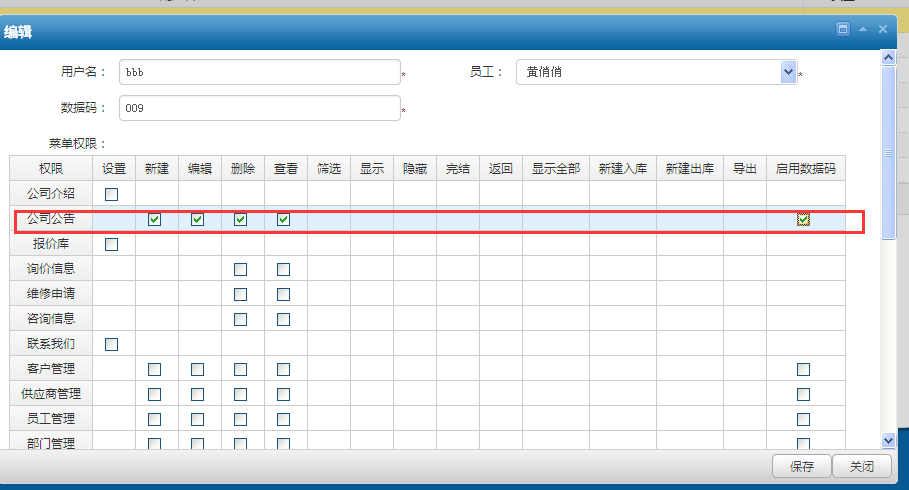 编辑
用户名： bbb * 员工： 黄俏俏 *
数据码： 009 *
菜单权限：
权限 设置 新建 编辑 删除 查看 筛选 显示 隐藏 完结 返回 显示全部 新建入库 新建出库 导出 启用数据码
公司介绍
公司公告
报价库
询价信息
维修申请
咨询信息
联系我们
客户管理
供应商管理
员工管理
部门管理
保存 关闭